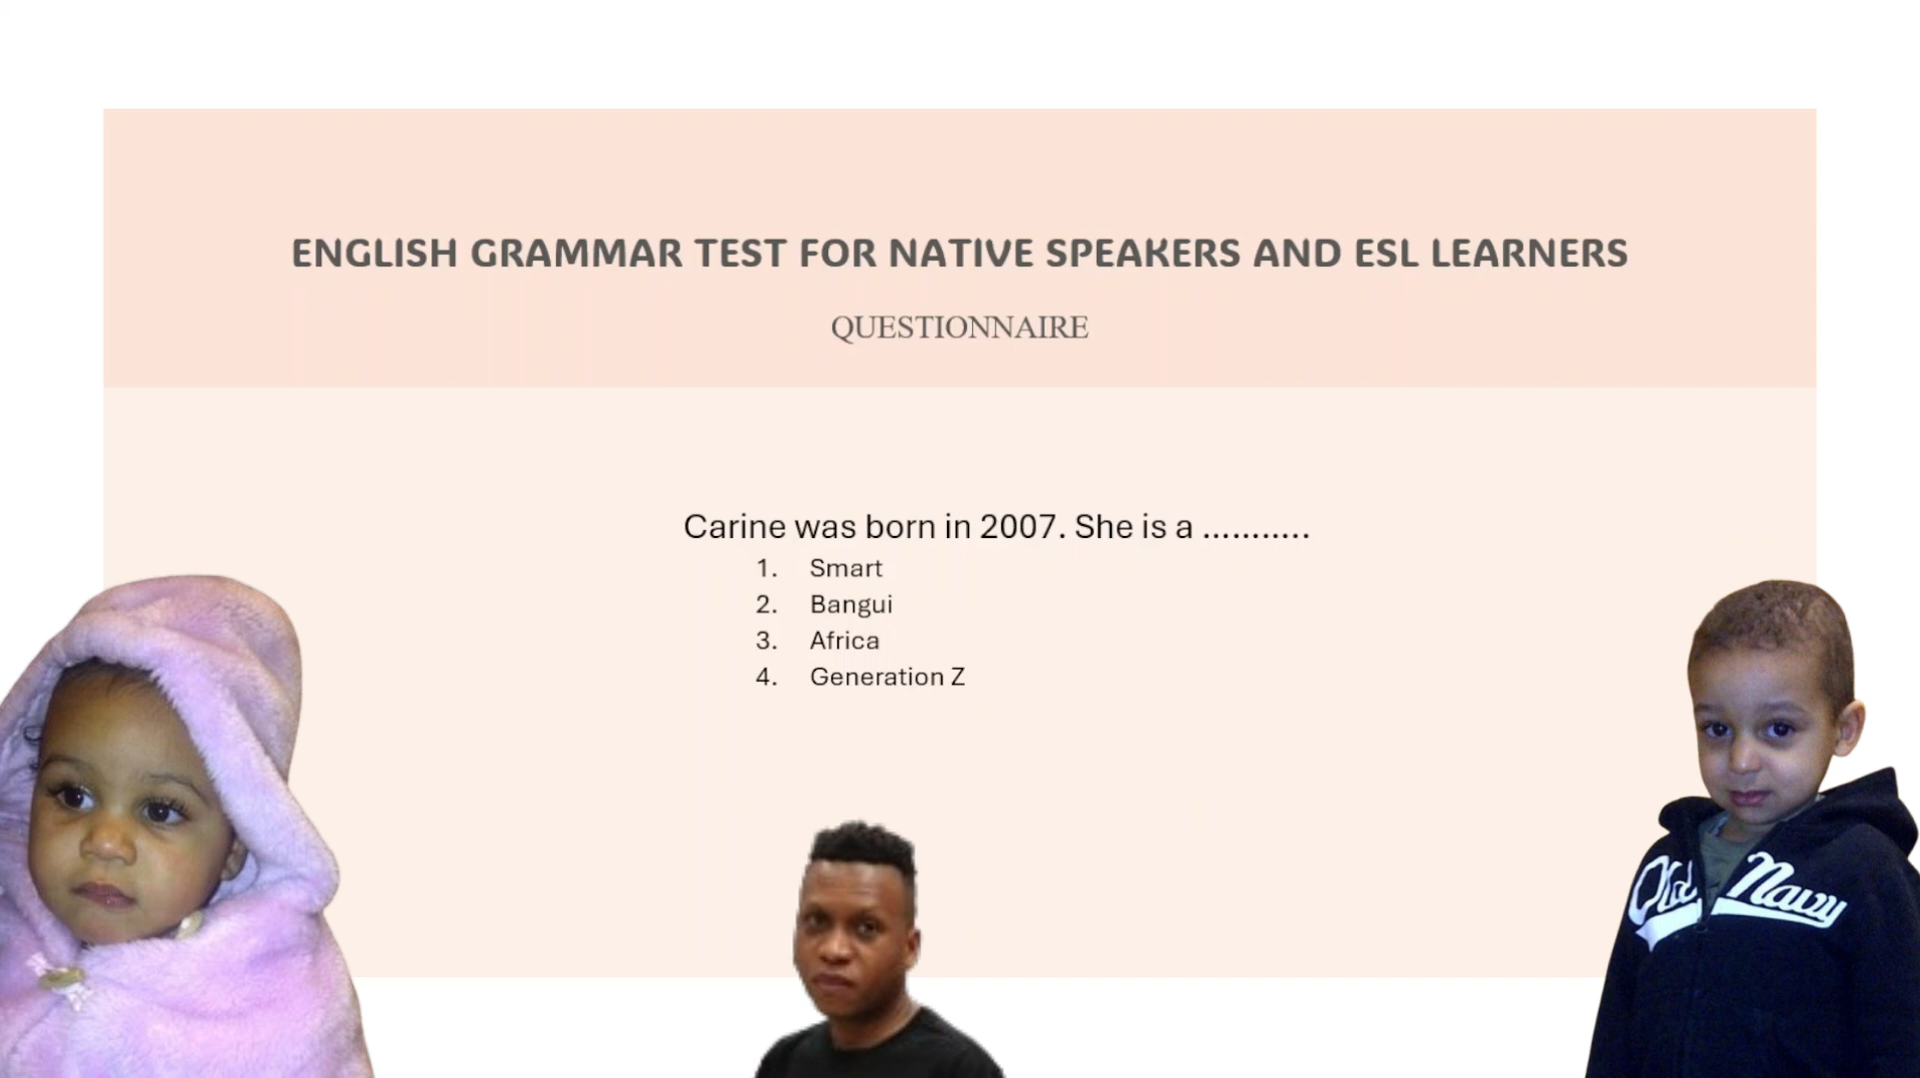 ENGLISH GRAMMAR TEST FOR NATIVE SPEAKERS AND ESL LEARNERS
QUESTIONNAIRE
Carine was born in 2007. She is a ...........
1. Smart
2. Bangui
3. Africa
4. Generation Z
Old Navy